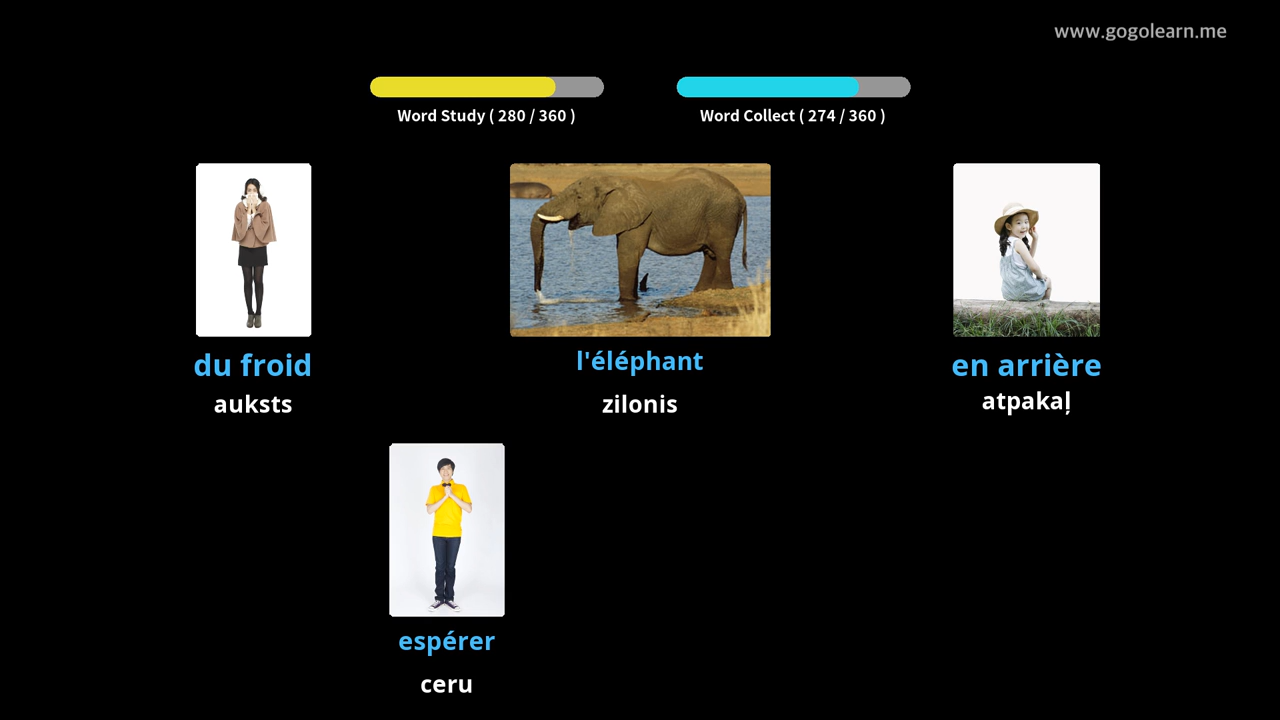 www.gogolearn.me
Word Study ( 280 / 360 )
Word Collect ( 274 / 360 )
du froid
l'éléphant
en arrière
auksts
zilonis
atpakaļ
espérer
ceru